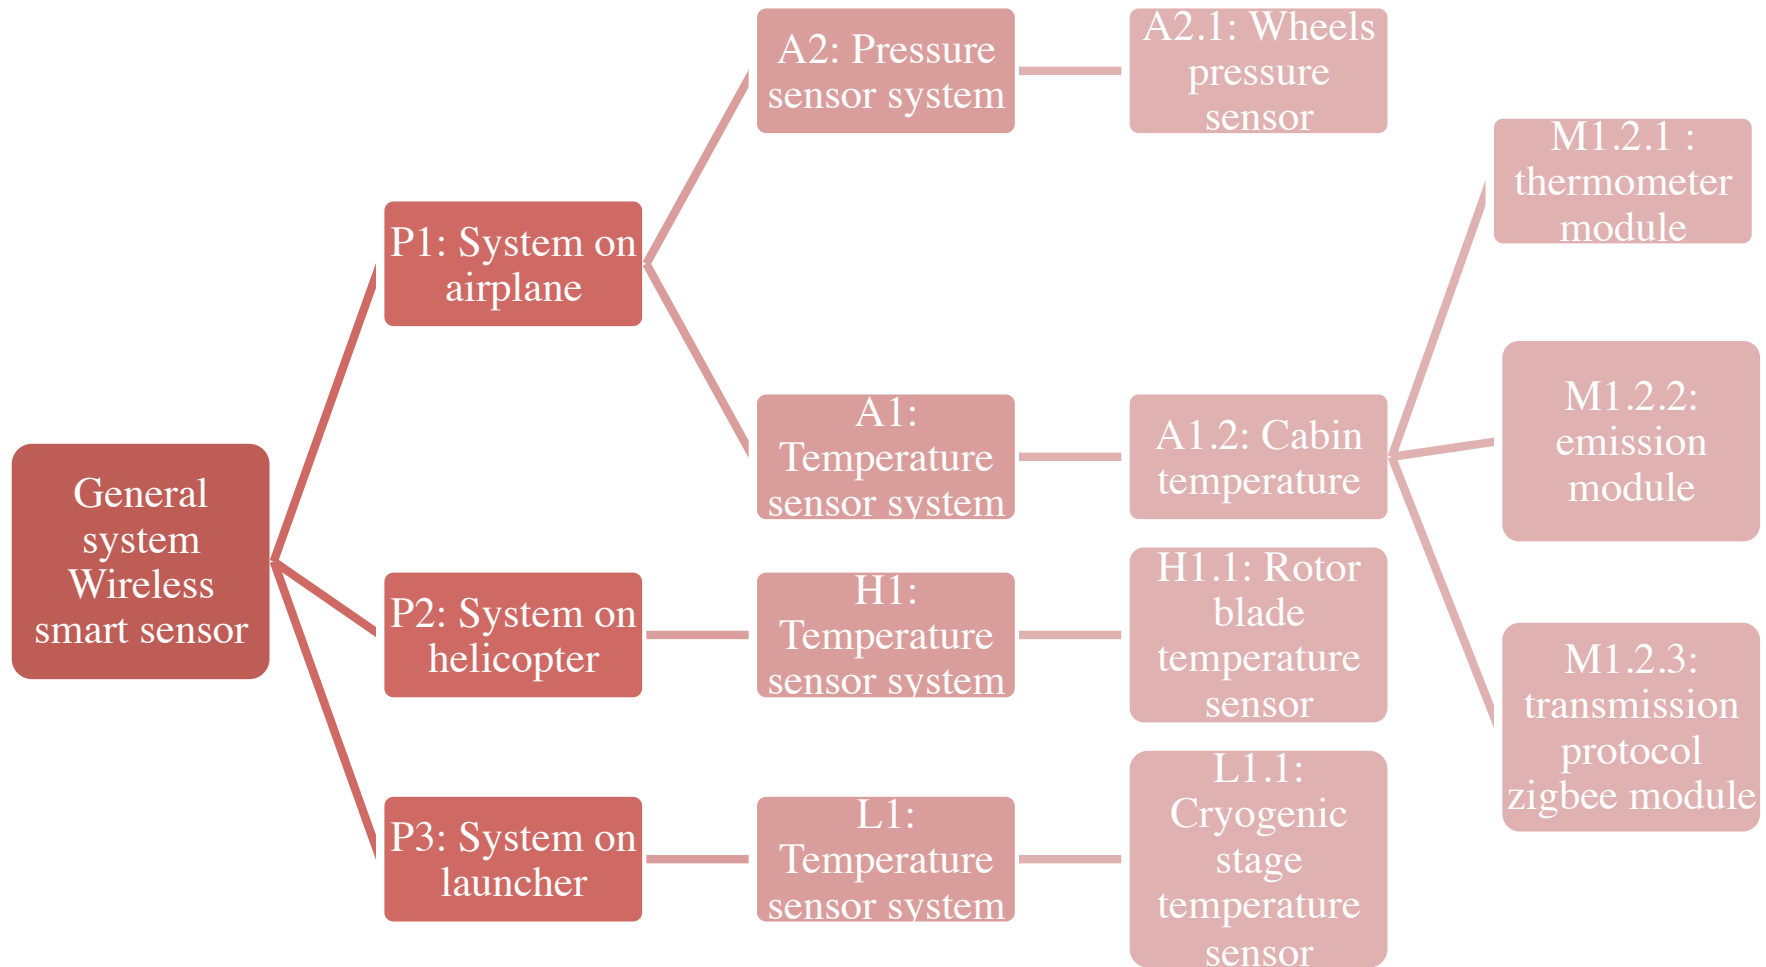 General
system
Wireless
smart sensor
P1: System on
airplane
P2: System on
helicopter
P3: System on
launcher
A2: Pressure
sensor system
A1:
Temperature
sensor system
H1:
Temperature
sensor system
L1:
Temperature
sensor system
A2.1: Wheels
pressure
sensor
A1.2: Cabin
temperature
H1.1: Rotor
blade
temperature
sensor
L1.1:
Cryogenic
stage
temperature
sensor
M1.2.1 :
thermometer
module
M1.2.2:
emission
module
M1.2.3:
transmission
protocol
zigbee module